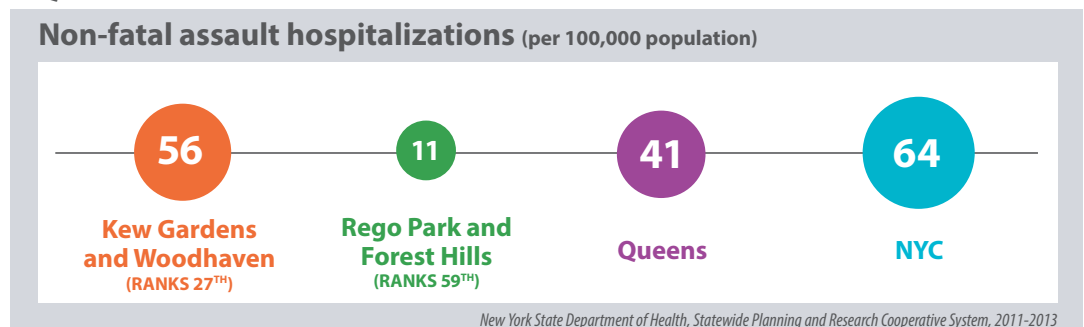 Non-fatal assault hospitalizations (per 100,000 population)
56
11
41
64
Kew Gardens
and Woodhaven
(RANKS 27TH)
Rego Park and
Forest Hills
(RANKS 59TH)
Queens
NYC
New York State Department of Health, Statewide Planning and Research Cooperative System, 2011-2013